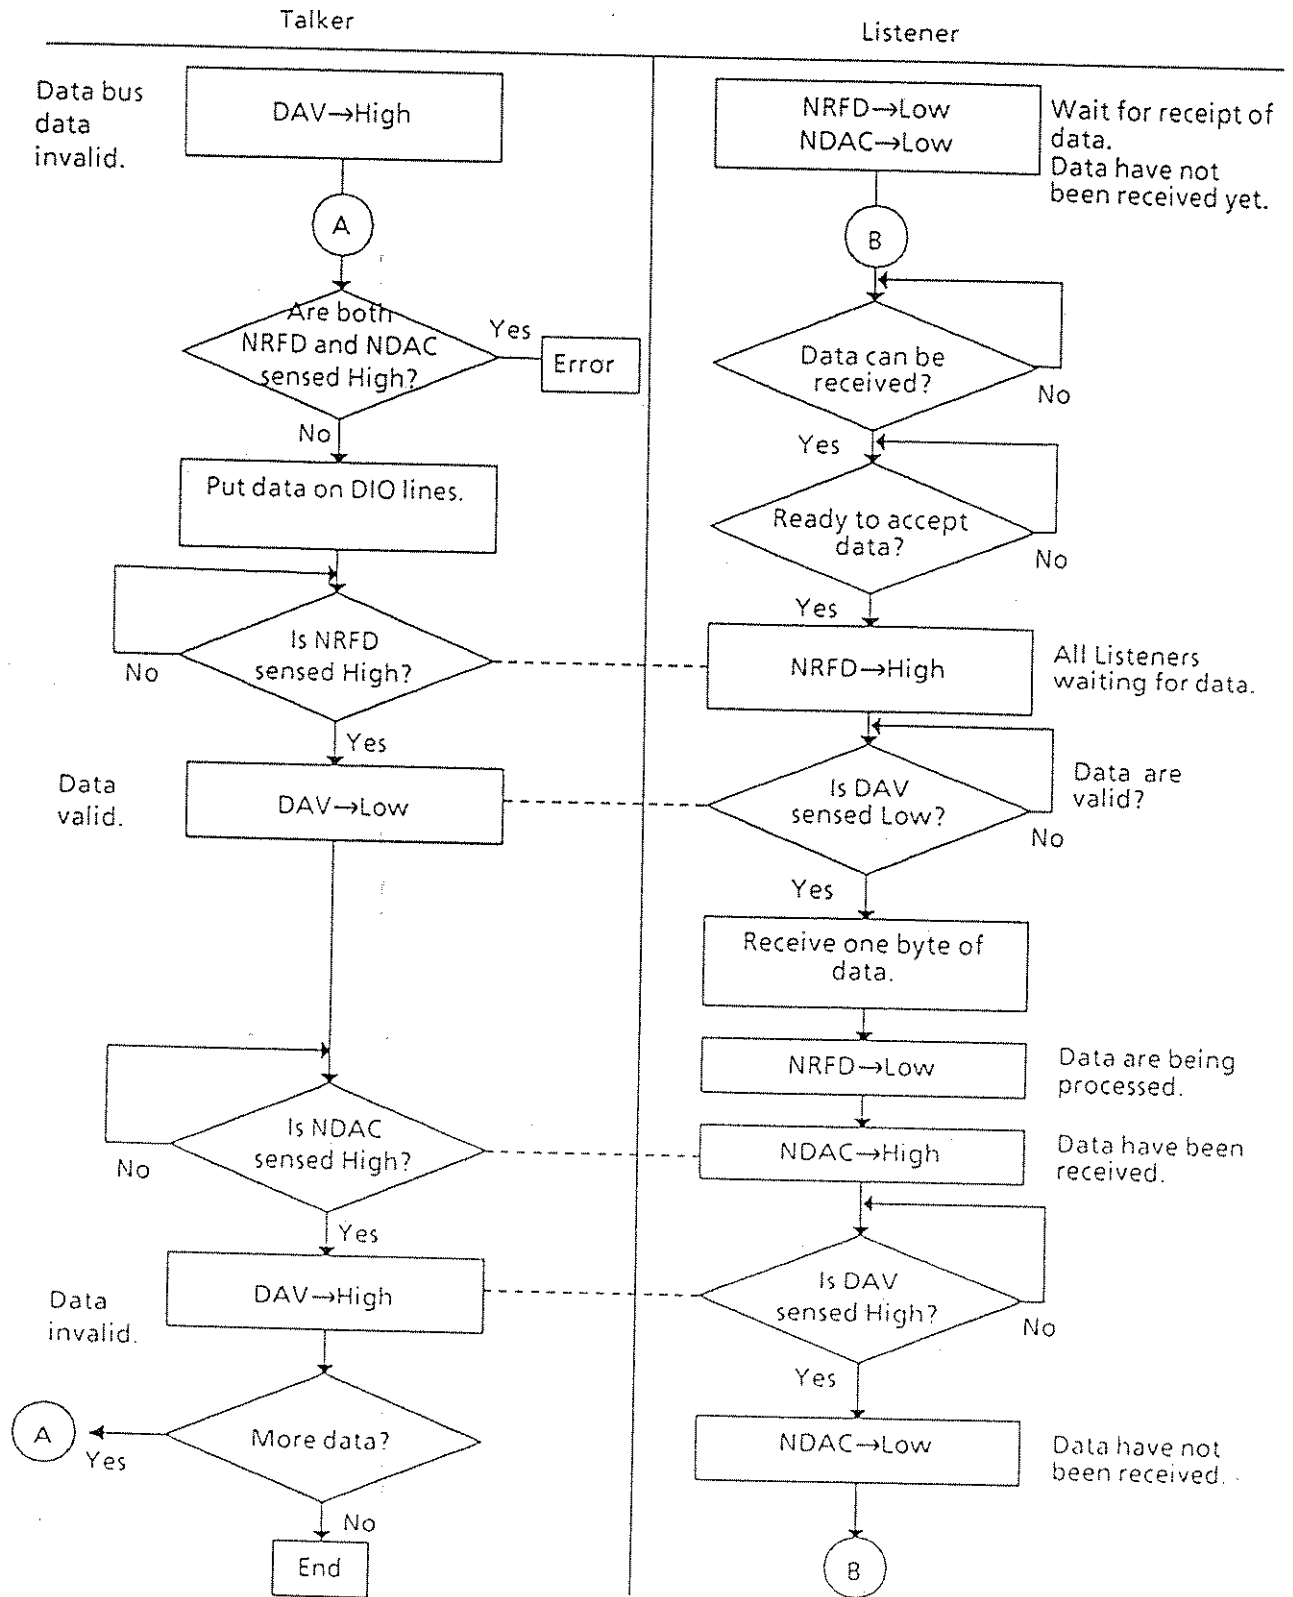 Talker
Data bus
data
invalid.
DAV→High
A
Are both
NRFD and NDAC
sensed High?
Yes
Error
No
Put data on DIO lines.
Is NRFD
sensed High?
No
Yes
Data
valid.
DAV→Low
Is NDAC
sensed High?
No
Yes
Data
invalid.
DAV→High
More data?
A
Yes
No
End
Listener
NRFD→Low
NDAC→Low
Wait for receipt of
data.
Data have not
been received yet.
B
Data can be
received?
No
Yes
Ready to accept
data?
No
Yes
NRFD→High
All Listeners
waiting for data.
Is DAV
sensed Low?
Data are
valid?
No
Yes
Receive one byte of
data.
NRFD→Low
Data are being
processed.
NDAC→High
Data have been
received.
Is DAV
sensed High?
No
Yes
NDAC→Low
Data have not
been received.
B